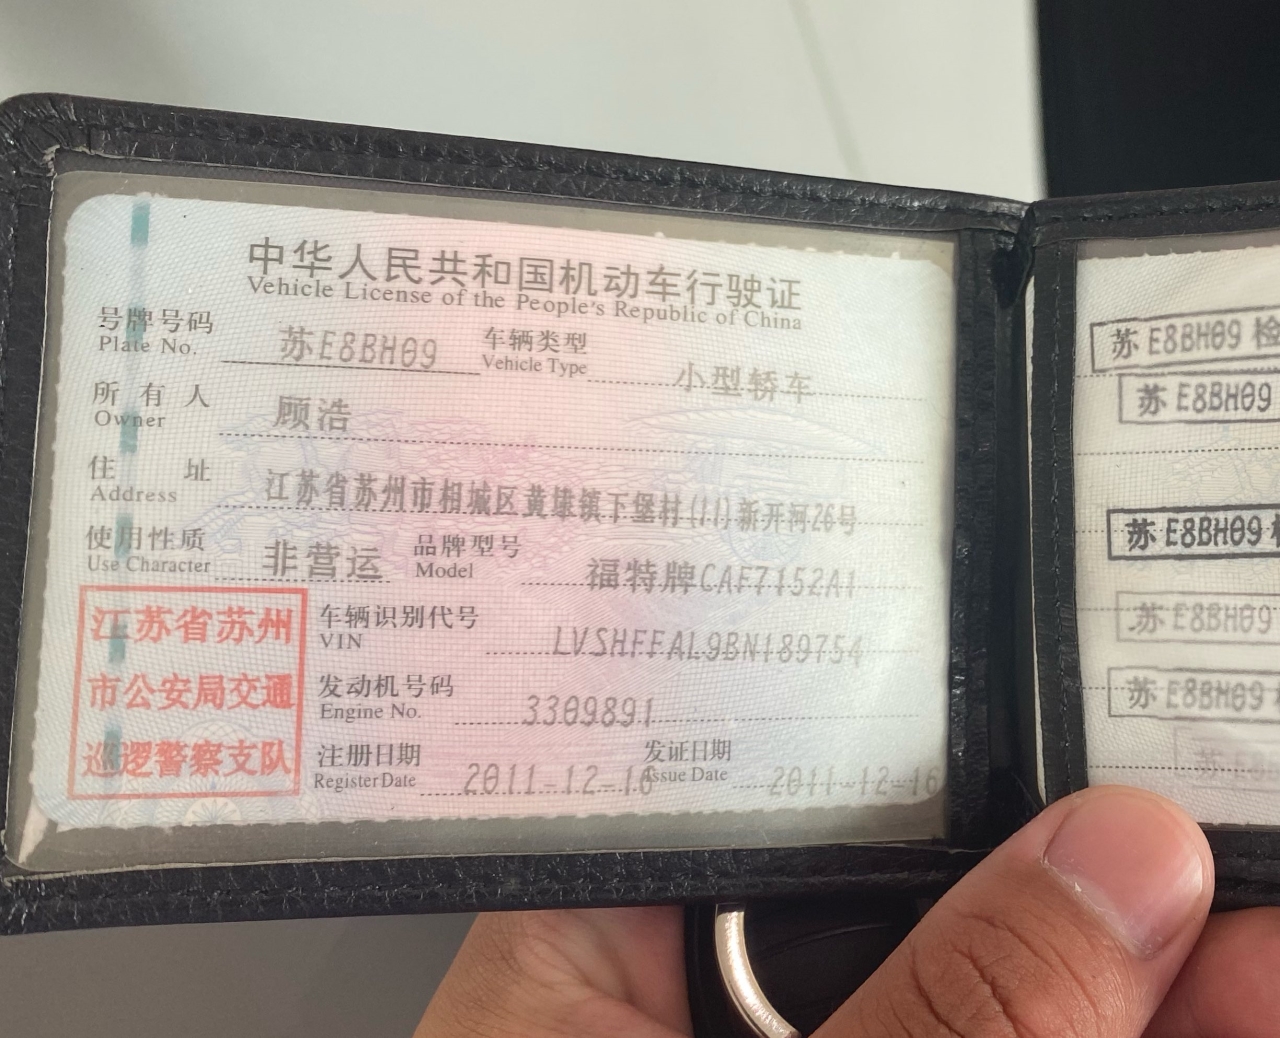 中华人民共和国机动车行驶证
Vehicle License of the People's Republic of China
号牌号码 苏E8BH09 车辆类型 小型轿车
Plate No. Vehicle Type
所有人 顾浩
Owner
住址 江苏省苏州市相城区黄埭镇下堡村(11)新开河26号
Address
使用性质 非营运 品牌型号 福特牌CAF7152A1
Use Character Model
江苏省苏州
市公安局交通
巡逻警察支队
车辆识别代号 LVSHFFAL9BN189754
VIN
发动机号码 3309891
Engine No.
注册日期 2011-12-16 发证日期 2011-12-16
Register Date Issue Date
苏E8BH09 检
苏E8BH09
苏E8BH09
苏E8BH09
苏E8BH09